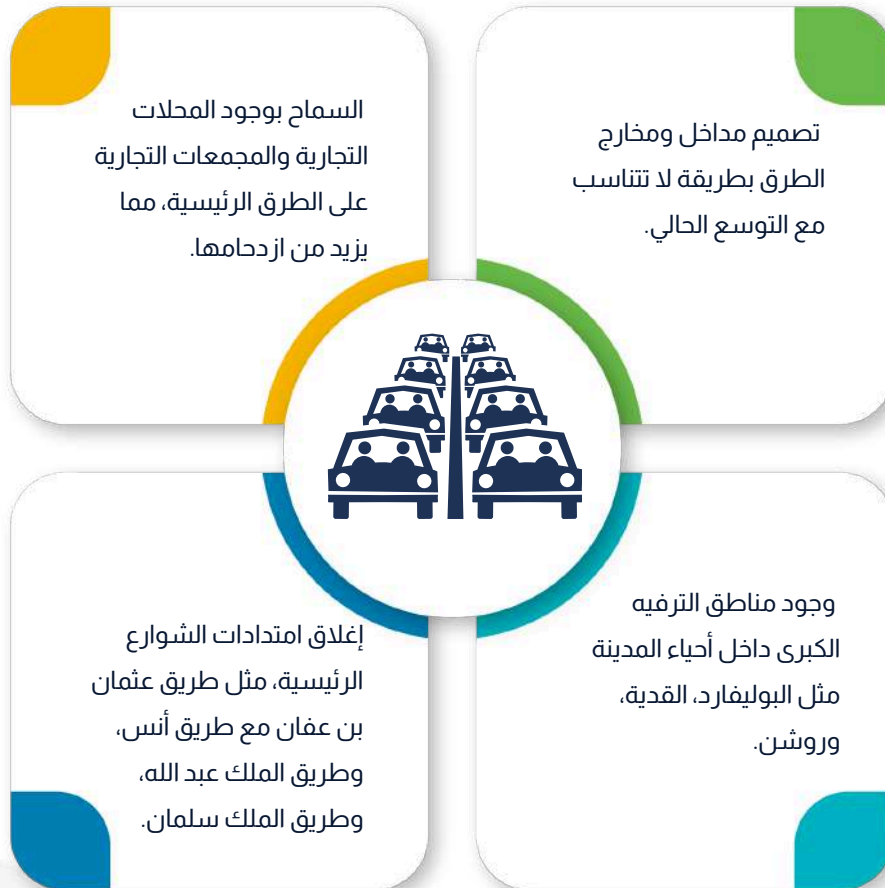 تصميم مداخل ومخارج
الطرق بطريقة لا تتناسب
مع التوسع الحالي.
السماح بوجود المحلات
التجارية والمجمعات التجارية
على الطرق الرئيسية، مما
يزيد من ازدحامها.
وجود مناطق الترفيه
الكبرى داخل أحياء المدينة
مثل البوليفارد، القدية،
وروشن.
إغلاق امتدادات الشوارع
الرئيسية، مثل طريق عثمان
بن عفان مع طريق أنس،
وطريق الملك عبد الله،
وطريق الملك سلمان.